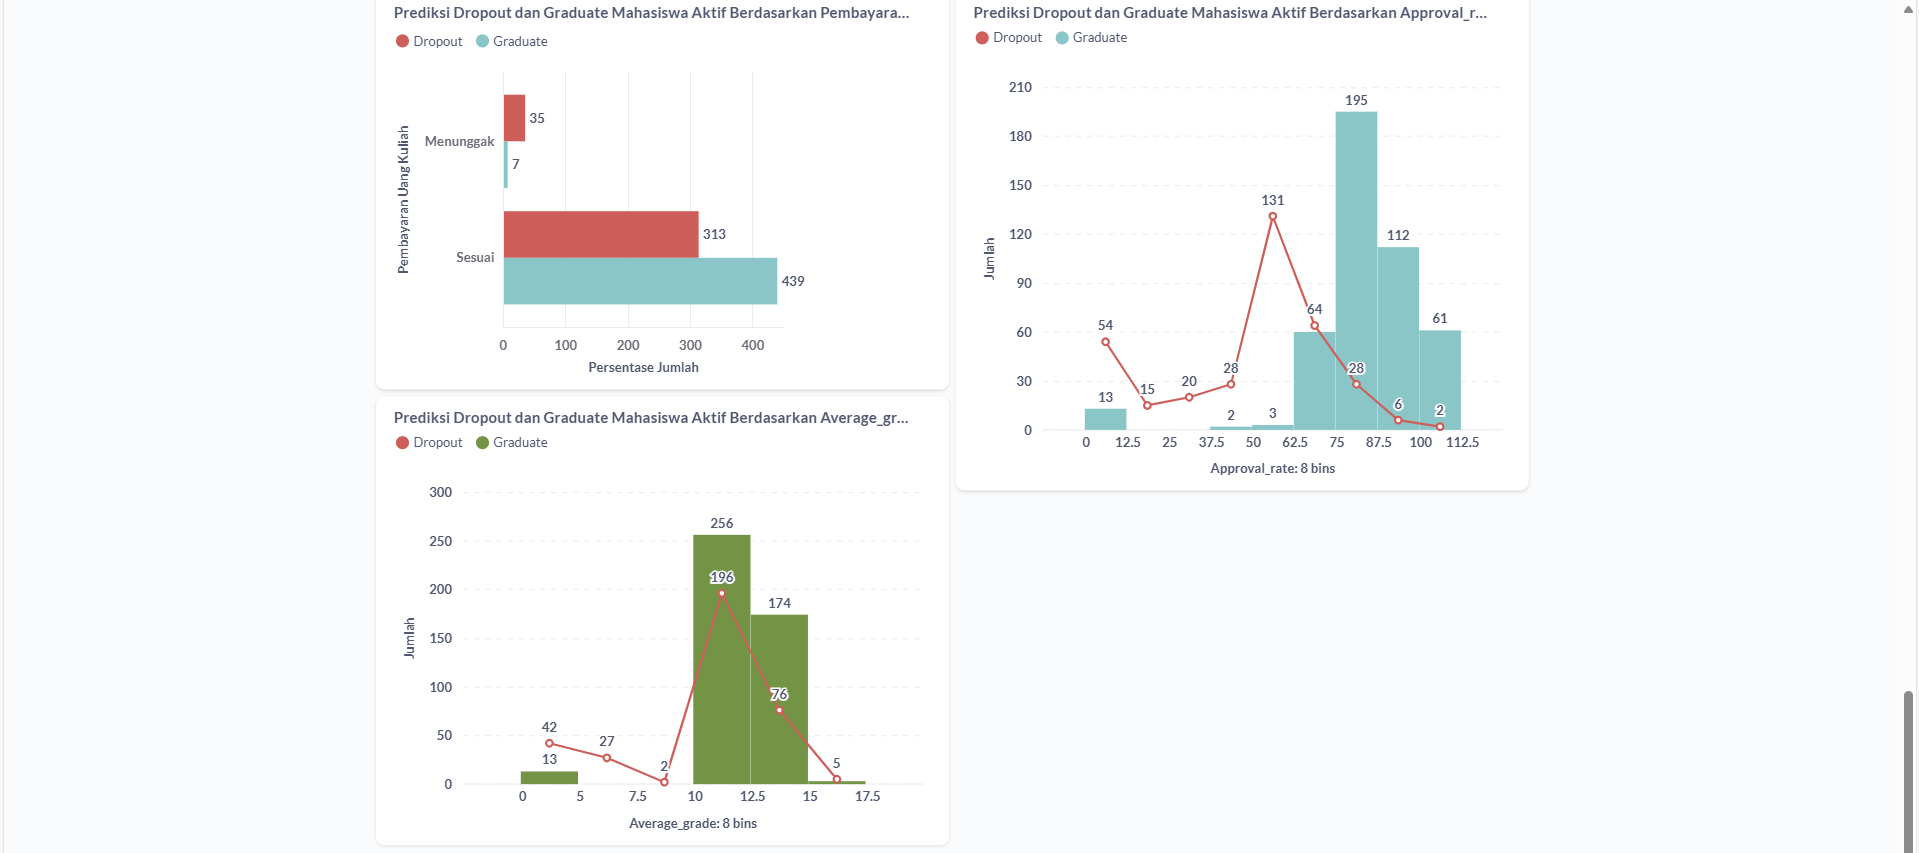 Prediksi Dropout dan Graduate Mahasiswa Aktif Berdasarkan Pembayara...
Dropout Graduate
Pembayaran Uang Kuliah
Menunggak
35
7
Sesuai
313
439
0 100 200 300 400
Persentase Jumlah
Prediksi Dropout dan Graduate Mahasiswa Aktif Berdasarkan Approval_r...
Dropout Graduate
Jumlah
210
180
150
120
90
60
30
0
54
13
15
20
28
2
131
3
64
195
28
112
6
61
2
0 12.5 25 37.5 50 62.5 75 87.5 100 112.5
Approval_rate: 8 bins
Prediksi Dropout dan Graduate Mahasiswa Aktif Berdasarkan Average_gr...
Dropout Graduate
Jumlah
300
250
200
150
100
50
0
42
13
27
2
256
196
174
76
5
0 5 7.5 10 12.5 15 17.5
Average_grade: 8 bins